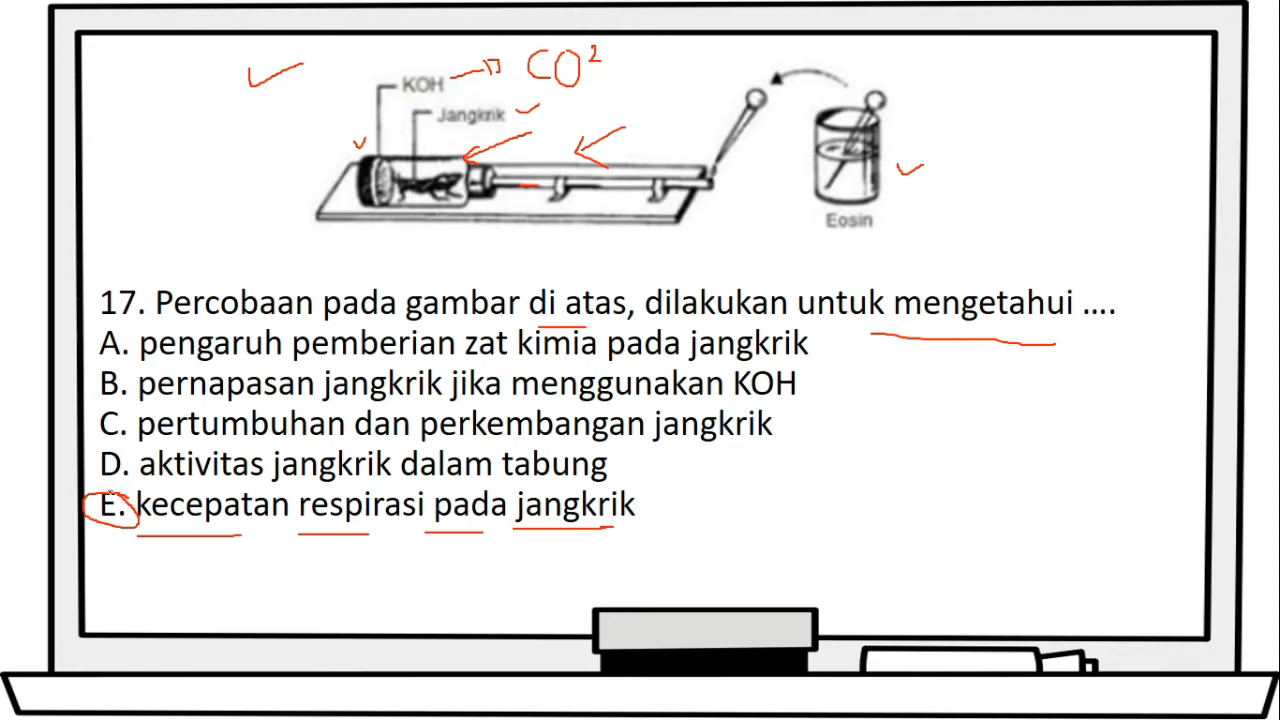 KOH CO²
Jangkrik
Eosin
17. Percobaan pada gambar di atas, dilakukan untuk mengetahui ....
A. pengaruh pemberian zat kimia pada jangkrik
B. pernapasan jangkrik jika menggunakan KOH
C. pertumbuhan dan perkembangan jangkrik
D. aktivitas jangkrik dalam tabung
E. kecepatan respirasi pada jangkrik